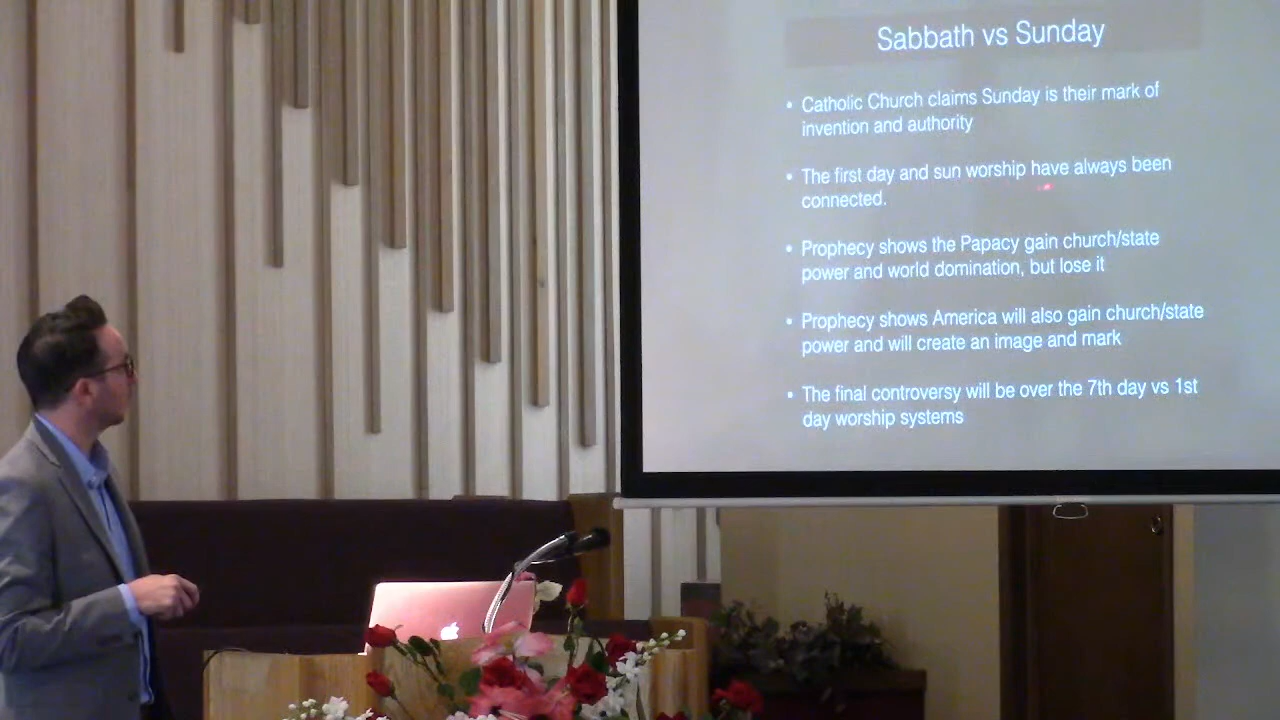 Sabbath vs Sunday
• Catholic Church claims Sunday is their mark of
invention and authority
• The first day and sun worship have always been
connected.
• Prophecy shows the Papacy gain church/state
power and world domination, but lose it
• Prophecy shows America will also gain church/state
power and will create an image and mark
• The final controversy will be over the 7th day vs 1st
day worship systems